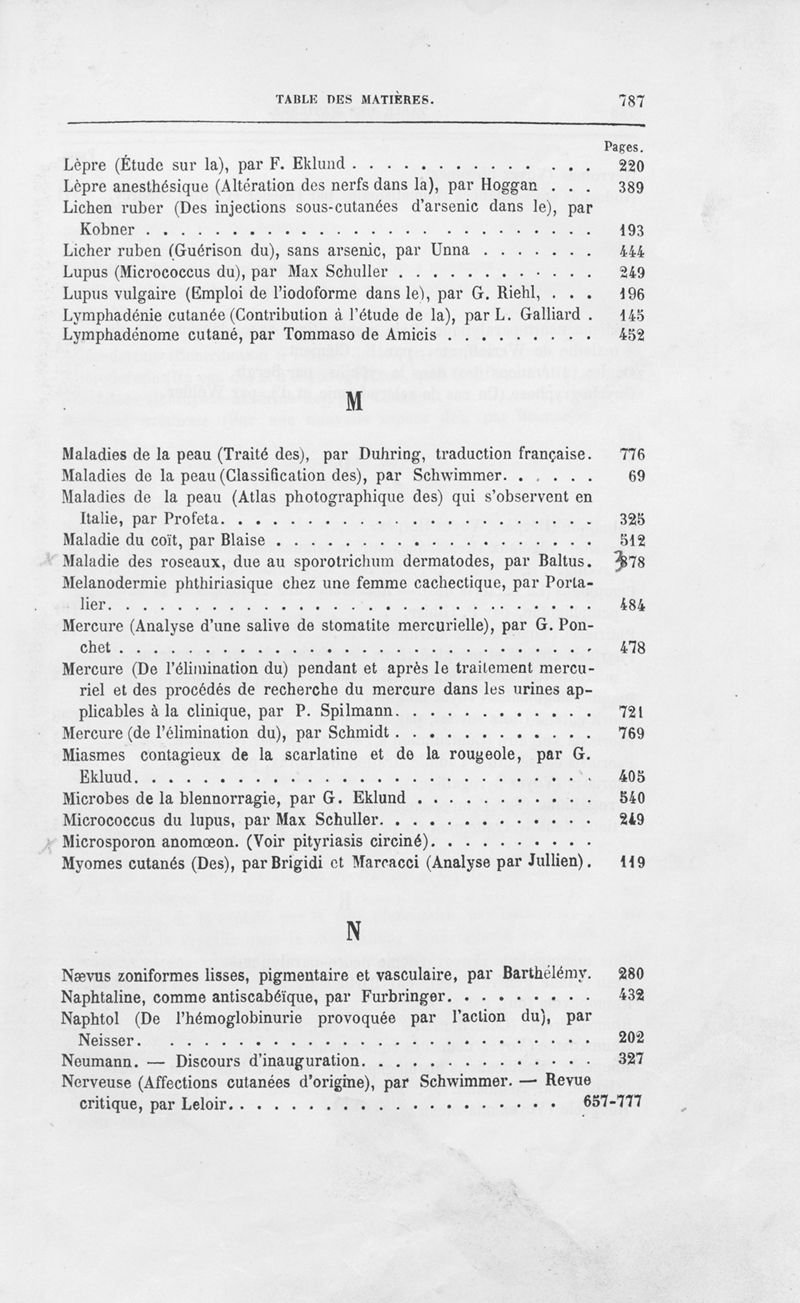 TABLE DES MATIÈRES. 787
Pages.
Lèpre (Étude sur la), par F. Eklund . . . . . . . . . . . . . . 220
Lèpre anesthésique (Altération des nerfs dans la), par Hoggan . . . 389
Lichen ruber (Des injections sous-cutanées d'arsenic dans le), par
Kobner . . . . . . . . . . . . . . . . . . . . . . . . . . 193
Licher ruben (Guérison du), sans arsenic, par Unna . . . . . . . 444
Lupus (Micrococcus du), par Max Schuller . . . . . . . . . . . . 249
Lupus vulgaire (Emploi de l'iodoforme dans le), par G. Riehl, . . . 196
Lymphadénie cutanée (Contribution à l'étude de la), par L. Galliard . 145
Lymphadénome cutané, par Tommaso de Amicis . . . . . . . . . 452
M
Maladies de la peau (Traité des), par Duhring, traduction française. 776
Maladies de la peau (Classification des), par Schwimmer. . . . . . 69
Maladies de la peau (Atlas photographique des) qui s'observent en
Italie, par Profeta. . . . . . . . . . . . . . . . . . . . . . 325
Maladie du coït, par Blaise . . . . . . . . . . . . . . . . . . . 512
Maladie des roseaux, due au sporotrichum dermatodes, par Baltus. 378
Melanodermie phthiriasique chez une femme cachectique, par Porta-
lier. . . . . . . . . . . . . . . . . . . . . . . . . . . . . 484
Mercure (Analyse d'une salive de stomatite mercurielle), par G. Pon-
chet . . . . . . . . . . . . . . . . . . . . . . . . . . . . 478
Mercure (De l'élimination du) pendant et après le traitement mercu-
riel et des procédés de recherche du mercure dans les urines ap-
plicables à la clinique, par P. Spilmann. . . . . . . . . . . . 721
Mercure (de l'élimination du), par Schmidt . . . . . . . . . . . . 769
Miasmes contagieux de la scarlatine et de la rougeole, par G.
Ekluud. . . . . . . . . . . . . . . . . . . . . . . . . . . 405
Microbes de la blennorragie, par G. Eklund . . . . . . . . . . . 540
Micrococcus du lupus, par Max Schuller. . . . . . . . . . . . . 249
Microsporon anomœon. (Voir pityriasis circiné). . . . . . . . . .
Myomes cutanés (Des), par Brigidi et Marcacci (Analyse par Jullien). 119
N
Nævus zoniformes lisses, pigmentaire et vasculaire, par Barthélémy. 280
Naphtaline, comme antiscabéïque, par Furbringer. . . . . . . . . 432
Naphtol (De l'hémoglobinurie provoquée par l'action du), par
Neisser. . . . . . . . . . . . . . . . . . . . . . . . . . 202
Neumann. — Discours d'inauguration. . . . . . . . . . . . . . 327
Nerveuse (Affections cutanées d'origine), par Schwimmer. — Revue
critique, par Leloir. . . . . . . . . . . . . . . . . . . . 657-777